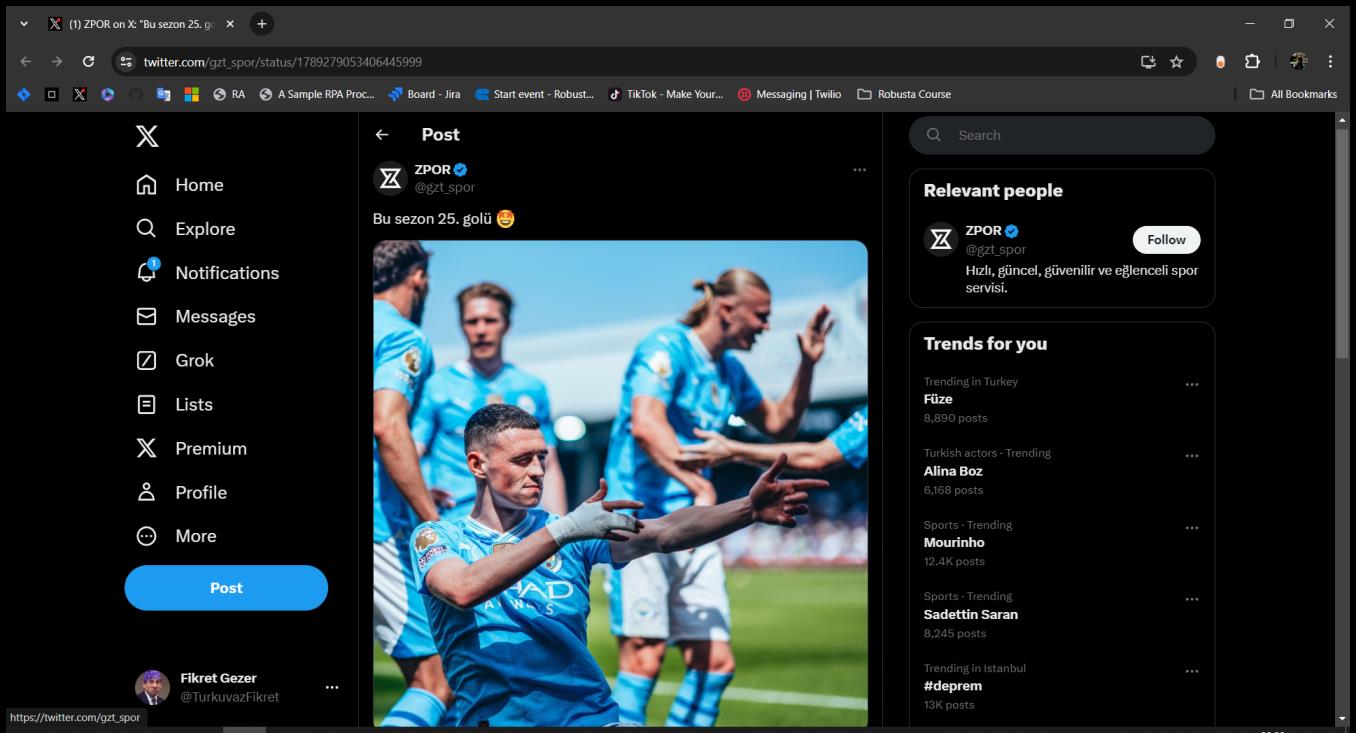 (1) ZPOR on X: "Bu sezon 25. go
twitter.com/gzt_spor/status/1789279053406445999
RA
A Sample RPA Proc...
Board - Jira
Start event - Robust...
TikTok - Make Your...
Messaging | Twilio
Robusta Course
All Bookmarks
Home
Explore
1
Notifications
Messages
Grok
Lists
Premium
Profile
More
Post
Fikret Gezer
@TurkuvazFikret
https://twitter.com/gzt_spor
Post
ZPOR
@gzt_spor
Bu sezon 25. golü 🤩
Search
Relevant people
ZPOR
@gzt_spor
Follow
Hızlı, güncel, güvenilir ve eğlenceli spor
servisi.
Trends for you
Trending in Turkey
Füze
8,890 posts
Turkish actors · Trending
Alina Boz
6,168 posts
Sports · Trending
Mourinho
12.4K posts
Sports · Trending
Sadettin Saran
8,245 posts
Trending in Istanbul
#deprem
13K posts